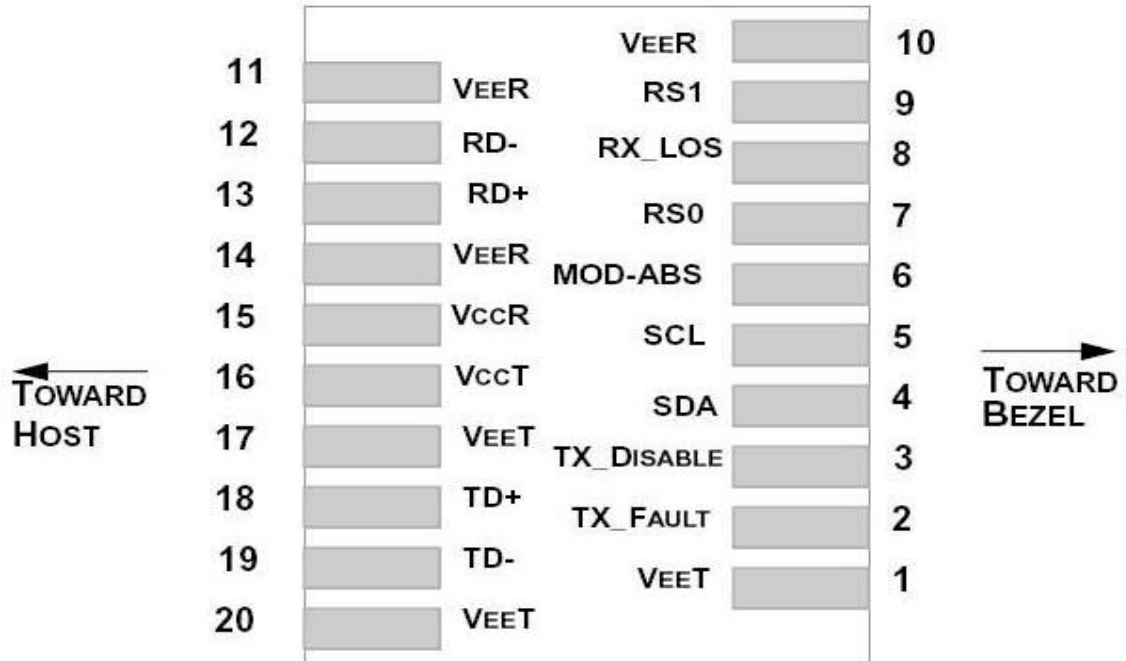 VEER 10
11 VEER
RS1 9
12 RD-
RX_LOS 8
13 RD+
RS0 7
14 VEER
MOD-ABS 6
15 VCCR
SCL 5
16 VCCT
SDA 4
17 VEET
TX_DISABLE 3
18 TD+
TX_FAULT 2
19 TD-
VEET 1
20 VEET
TOWARD
HOST
TOWARD
BEZEL